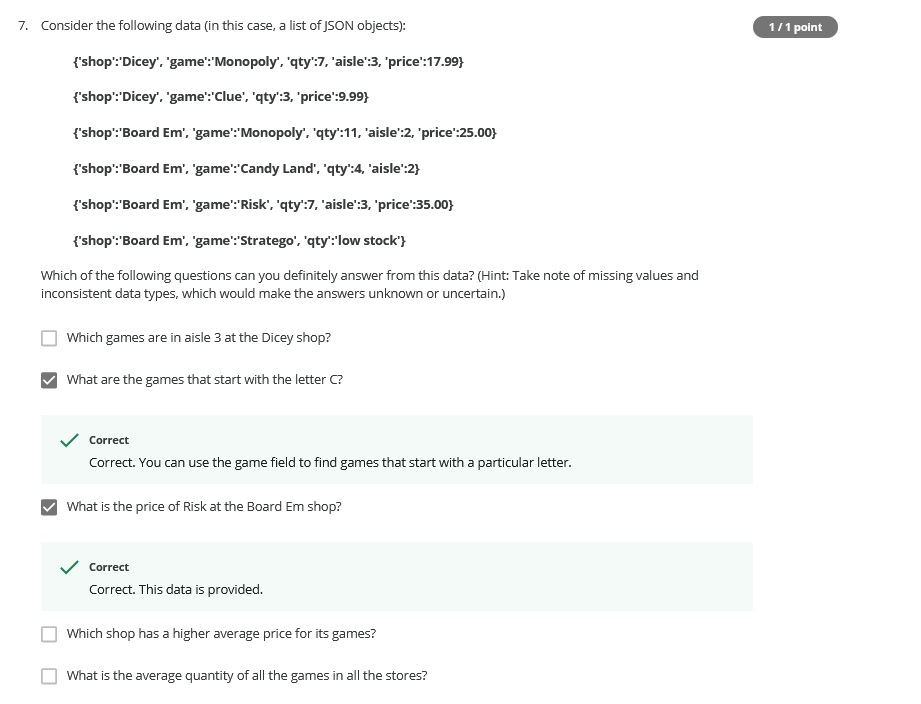 7. Consider the following data (in this case, a list of JSON objects):
1 / 1 point
{'shop':'Dicey', 'game':'Monopoly', 'qty':7, 'aisle':3, 'price':17.99}
{'shop':'Dicey', 'game':'Clue', 'qty':3, 'price':9.99}
{'shop':'Board Em', 'game':'Monopoly', 'qty':11, 'aisle':2, 'price':25.00}
{'shop':'Board Em', 'game':'Candy Land', 'qty':4, 'aisle':2}
{'shop':'Board Em', 'game':'Risk', 'qty':7, 'aisle':3, 'price':35.00}
{'shop':'Board Em', 'game':'Stratego', 'qty':'low stock'}
Which of the following questions can you definitely answer from this data? (Hint: Take note of missing values and
inconsistent data types, which would make the answers unknown or uncertain.)
Which games are in aisle 3 at the Dicey shop?
What are the games that start with the letter C?
Correct
Correct. You can use the game field to find games that start with a particular letter.
What is the price of Risk at the Board Em shop?
Correct
Correct. This data is provided.
Which shop has a higher average price for its games?
What is the average quantity of all the games in all the stores?